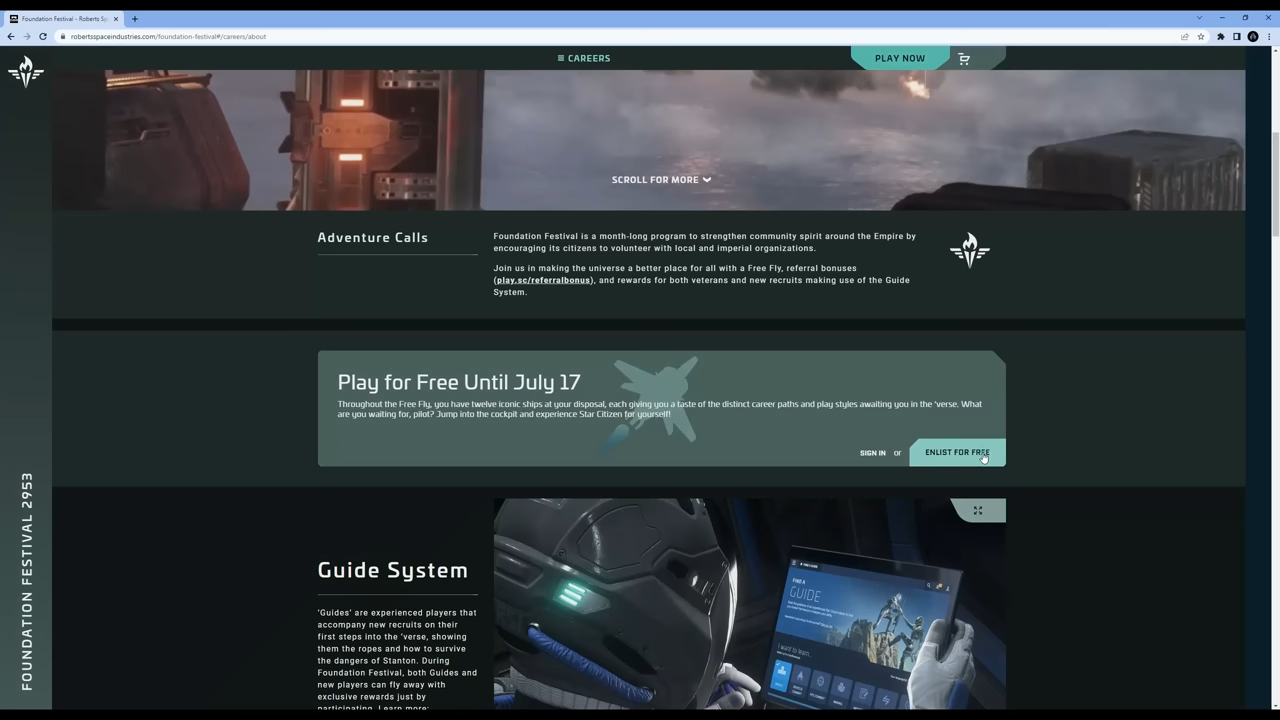 Foundation Festival - Roberts Sp
robertsspaceindustries.com/foundation-festival#/careers/about
CAREERS
PLAY NOW
SCROLL FOR MORE
Adventure Calls
Foundation Festival is a month-long program to strengthen community spirit around the Empire by
encouraging its citizens to volunteer with local and imperial organizations.
Join us in making the universe a better place for all with a Free Fly, referral bonuses
(play.sc/referralbonus), and rewards for both veterans and new recruits making use of the Guide
System.
Play for Free Until July 17
Throughout the Free Fly, you have twelve iconic ships at your disposal, each giving you a taste of the distinct career paths and play styles awaiting you in the 'verse. What
are you waiting for, pilot? Jump into the cockpit and experience Star Citizen for yourself!
SIGN IN or ENLIST FOR FREE
FOUNDATION FESTIVAL 2953
Guide System
'Guides' are experienced players that
accompany new recruits on their
first steps into the 'verse, showing
them the ropes and how to survive
the dangers of Stanton. During
Foundation Festival, both Guides and
new players can fly away with
exclusive rewards just by
participating. Learn more:
FIND A
GUIDE
I want to learn...